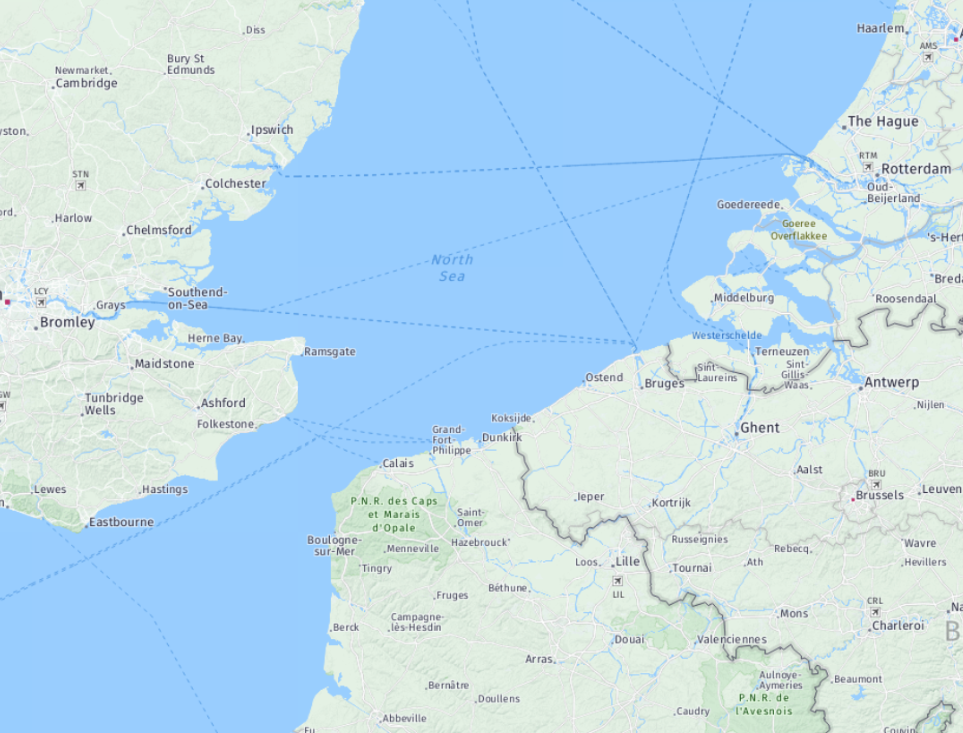 Diss
Haarlem
AMS
Bury St
Edmunds
Newmarket
Cambridge
The Hague
Ipswich
yston
RTM
Rotterdam
STN
Colchester
Oud-
Beijerland
Goedereede
ord
Harlow
Chelmsford
Goeree
Overflakkee
's-Hert
North
Sea
Breda
LCY
Grays
Southend-
on-Sea
Middelburg
Roosendaal
Bromley
Westerschelde
Herne Bay
Ramsgate
Terneuzen
Maidstone
Sint-
Laureins
Sint-
Gillis
Waas
Ostend
Bruges
Antwerp
GW
Tunbridge
Wells
Ashford
Nijlen
Folkestone
Koksijde
Grand-
Fort-
Philippe
Dunkirk
Ghent
Calais
Aalst
BRU
Lewes
Hastings
Ieper
Kortrijk
Brussels
Leuven
P.N.R. des Caps
et Marais
d'Opale
Eastbourne
Saint-
Omer
Boulogne-
sur-Mer
Menneville
Hazebrouck
Russeignies
Rebecq
Wavre
Tingry
Loos
Lille
Tournai
Ath
Hevillers
LIL
Fruges
Béthune
CRL
Na
Campagne-
lès-Hesdin
Mons
Berck
Charleroi
B
Douai
Valenciennes
Arras
Aulnoye-
Aymeries
Beaumont
Bernâtre
Doullens
P.N.R. de
l'Avesnois
Abbeville
Caudry
Eu
Couvin